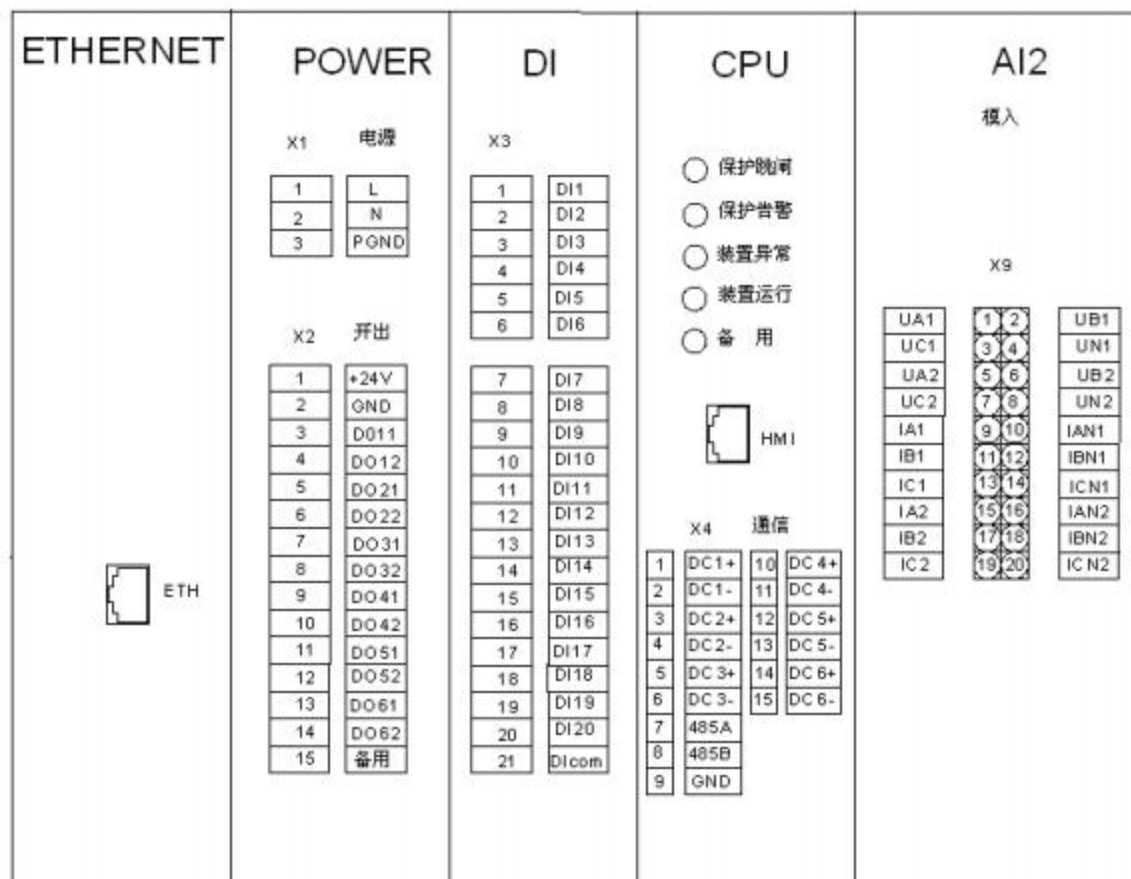 ETHERNET
ETH
POWER
X1 电源
1 L
2 N
3 PGND
X2 开出
1 +24V
2 GND
3 D011
4 DO12
5 DO21
6 DO22
7 DO31
8 DO32
9 DO41
10 DO42
11 DO51
12 DO52
13 DO61
14 DO62
15 备用
DI
X3
1 DI1
2 DI2
3 DI3
4 DI4
5 DI5
6 DI6
7 DI7
8 DI8
9 DI9
10 DI10
11 DI11
12 DI12
13 DI13
14 DI14
15 DI15
16 DI16
17 DI17
18 DI18
19 DI19
20 DI20
21 DIcom
CPU
保护跳闸
保护告警
装置异常
装置运行
备 用
HMI
X4 通信
1 DC1+ 10 DC4+
2 DC1- 11 DC4-
3 DC2+ 12 DC5+
4 DC2- 13 DC5-
5 DC3+ 14 DC6+
6 DC3- 15 DC6-
7 485A
8 485B
9 GND
AI2
模入
X9
UA1 1 2 UB1
UC1 3 4 UN1
UA2 5 6 UB2
UC2 7 8 UN2
IA1 9 10 IAN1
IB1 11 12 IBN1
IC1 13 14 ICN1
IA2 15 16 IAN2
IB2 17 18 IBN2
IC2 19 20 ICN2